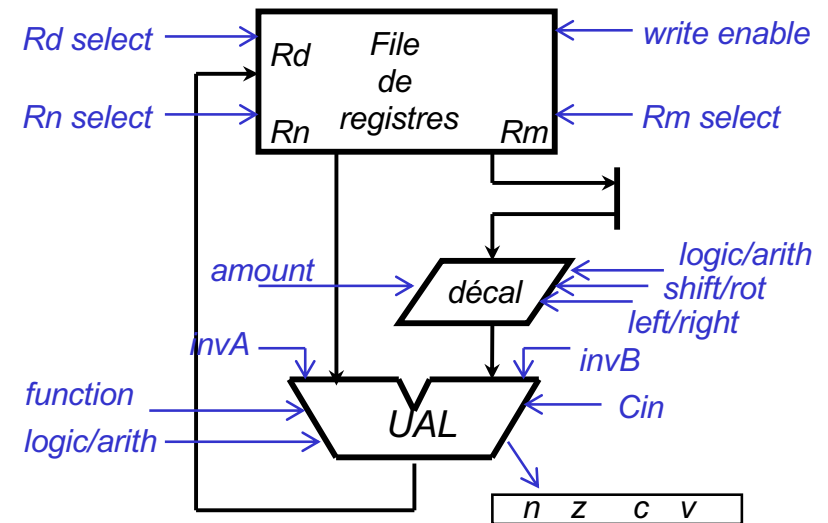 Rd select
File
de
registres
write enable
Rd
Rn select
Rn
Rm
Rm select
amount
décal
logic/arith
shift/rot
left/right
invA
invB
function
logic/arith
UAL
Cin
n z c v